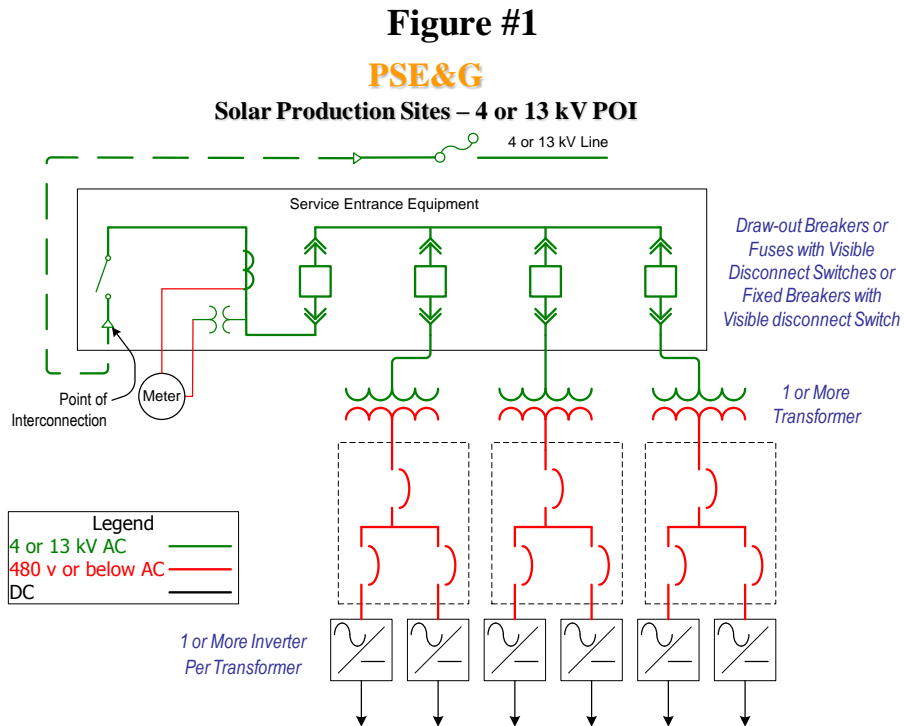 Figure #1
PSE&G
Solar Production Sites – 4 or 13 kV POI
4 or 13 kV Line
Service Entrance Equipment
Draw-out Breakers or
Fuses with Visible
Disconnect Switches or
Fixed Breakers with
Visible disconnect Switch
Point of
Interconnection
Meter
1 or More
Transformer
Legend
4 or 13 kV AC
480 v or below AC
DC
1 or More Inverter
Per Transformer